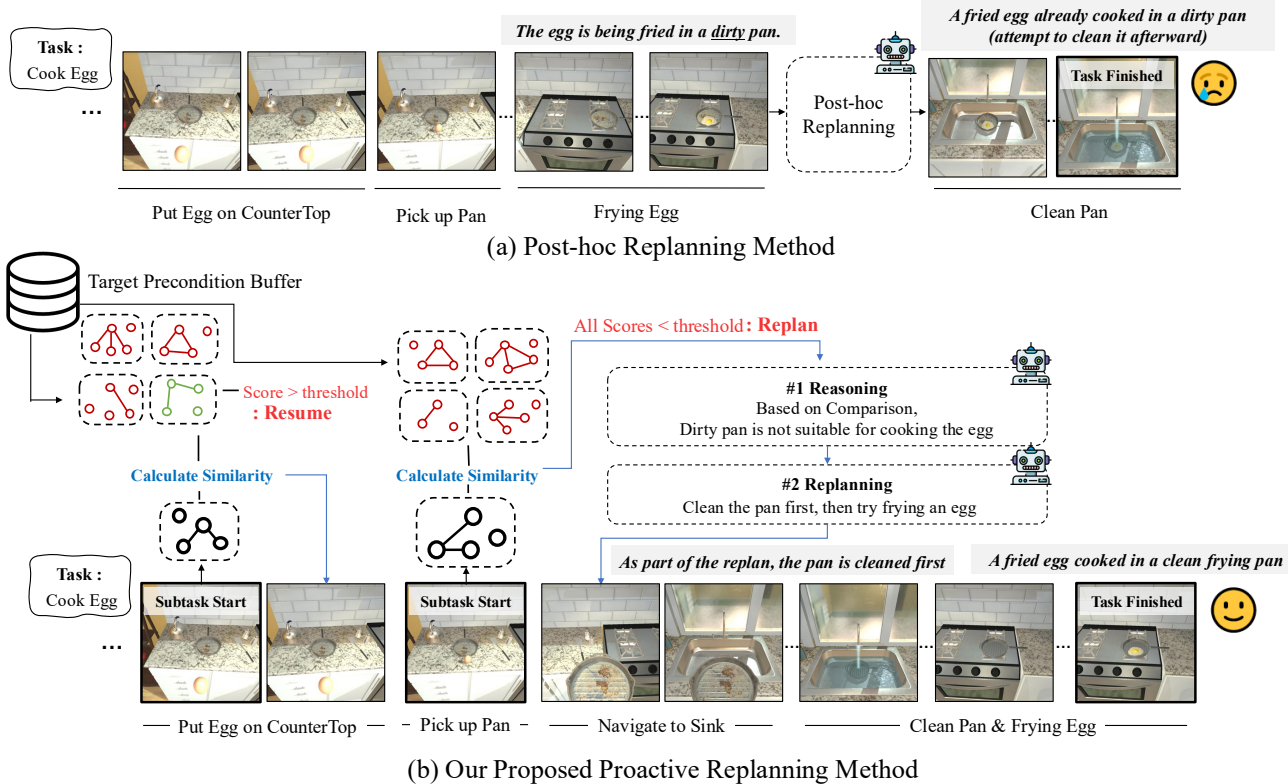 Task :
Cook Egg
...
The egg is being fried in a dirty pan.
...
...
Post-hoc
Replanning
A fried egg already cooked in a dirty pan
(attempt to clean it afterward)
...
Task Finished
Put Egg on CounterTop
Pick up Pan
Frying Egg
Clean Pan
(a) Post-hoc Replanning Method
Target Precondition Buffer
Score > threshold
: Resume
Calculate Similarity
All Scores < threshold : Replan
Calculate Similarity
#1 Reasoning
Based on Comparison,
Dirty pan is not suitable for cooking the egg
#2 Replanning
Clean the pan first, then try frying an egg
As part of the replan, the pan is cleaned first
A fried egg cooked in a clean frying pan
Task :
Cook Egg
...
Subtask Start
...
Subtask Start
...
...
...
...
Task Finished
Put Egg on CounterTop
Pick up Pan
Navigate to Sink
Clean Pan & Frying Egg
(b) Our Proposed Proactive Replanning Method